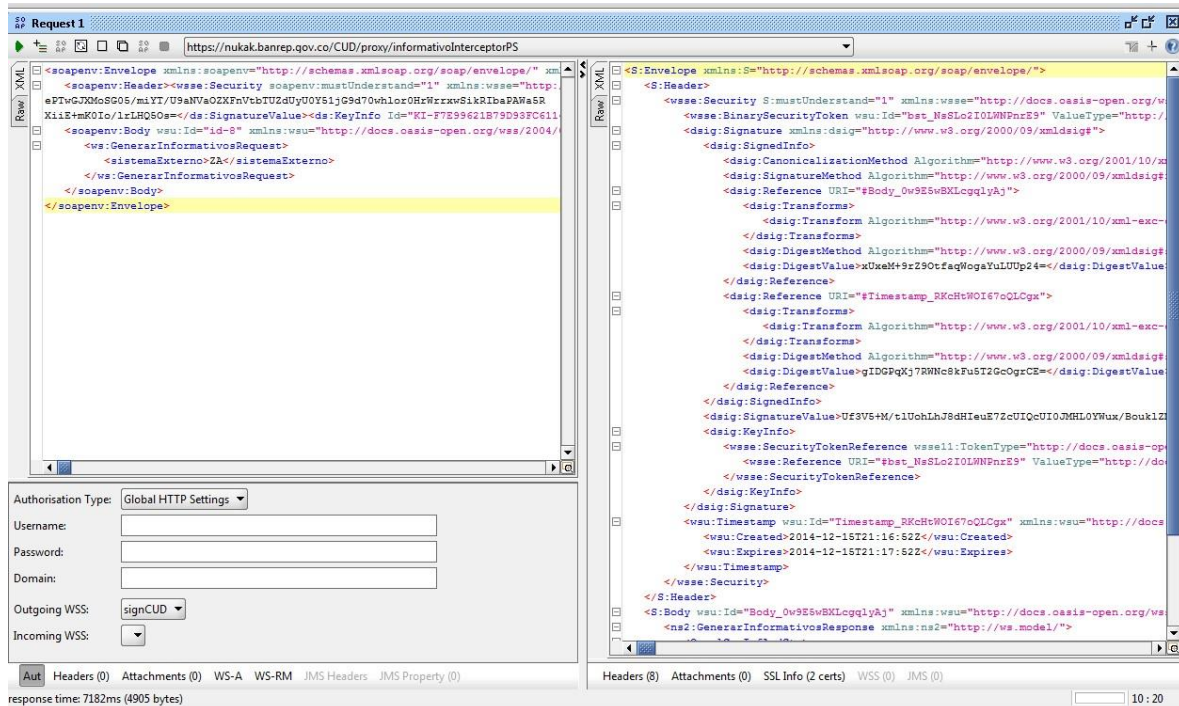 Request 1
https://nukak.banrep.gov.co/CUD/proxy/informativoInterceptorPS
XML
Raw
<soapenv:Envelope xmlns:soapenv="http://schemas.xmlsoap.org/soap/envelope/" xm
<soapenv:Header><wsse:Security soapenv:mustUnderstand="1" xmlns:wsse="http:
ePTwGJXMoSG05/miYT/U9aNVaOZXFnVtbTUZdUyU0Y51jG9d70whlor0HrWrrxwSikRIbaPAWa5R
XiiE+mK0Io/lrLHQ5Os=</ds:SignatureValue><ds:KeyInfo Id="KI-F7E99621B79D93FC611
<soapenv:Body wsu:Id="id-8" xmlns:wsu="http://docs.oasis-open.org/wss/2004/
<ws:GenerarInformativosRequest>
<sistemaExterno>ZA</sistemaExterno>
</ws:GenerarInformativosRequest>
</soapenv:Body>
</soapenv:Envelope>
Authorisation Type: Global HTTP Settings
Username:
Password:
Domain:
Outgoing WSS: signCUD
Incoming WSS:
Aut Headers (0) Attachments (0) WS-A WS-RM JMS Headers JMS Property (0)
XML
Raw
<S:Envelope xmlns:S="http://schemas.xmlsoap.org/soap/envelope/">
<S:Header>
<wsse:Security S:mustUnderstand="1" xmlns:wsse="http://docs.oasis-open.org/w
<wsse:BinarySecurityToken wsu:Id="bst_NsSLo2I0LWNPnrE9" ValueType="http:/
<dsig:Signature xmlns:dsig="http://www.w3.org/2000/09/xmldsig#">
<dsig:SignedInfo>
<dsig:CanonicalizationMethod Algorithm="http://www.w3.org/2001/10/x
<dsig:SignatureMethod Algorithm="http://www.w3.org/2000/09/xmldsig#
<dsig:Reference URI="#Body_0w9E5wBXLcgqlyAj">
<dsig:Transforms>
<dsig:Transform Algorithm="http://www.w3.org/2001/10/xml-exc-
</dsig:Transforms>
<dsig:DigestMethod Algorithm="http://www.w3.org/2000/09/xmldsig#
<dsig:DigestValue>xUxeM+9rZ9OtfaqWogaYuLUUp24=</dsig:DigestValue
</dsig:Reference>
<dsig:Reference URI="#Timestamp_RKcHtWOI67oQLCgx">
<dsig:Transforms>
<dsig:Transform Algorithm="http://www.w3.org/2001/10/xml-exc-
</dsig:Transforms>
<dsig:DigestMethod Algorithm="http://www.w3.org/2000/09/xmldsig#
<dsig:DigestValue>gIDGPqXj7RWNc8kFu5T2GcOgrCE=</dsig:DigestValue
</dsig:Reference>
</dsig:SignedInfo>
<dsig:SignatureValue>Uf3V5+M/tlUohLhJ8dHIeuE7ZcUIQcUI0JMHL0YWux/BouklZ
<dsig:KeyInfo>
<wsse:SecurityTokenReference wsse11:TokenType="http://docs.oasis-op
<wsse:Reference URI="#bst_NsSLo2I0LWNPnrE9" ValueType="http://do
</wsse:SecurityTokenReference>
</dsig:KeyInfo>
</dsig:Signature>
<wsu:Timestamp wsu:Id="Timestamp_RKcHtWOI67oQLCgx" xmlns:wsu="http://docs
<wsu:Created>2014-12-15T21:16:52Z</wsu:Created>
<wsu:Expires>2014-12-15T21:17:52Z</wsu:Expires>
</wsu:Timestamp>
</wsse:Security>
</S:Header>
<S:Body wsu:Id="Body_0w9E5wBXLcgqlyAj" xmlns:wsu="http://docs.oasis-open.org/ws
<ns2:GenerarInformativosResponse xmlns:ns2="http://ws.model/">
Headers (8) Attachments (0) SSL Info (2 certs) WSS (0) JMS (0)
response time: 7182ms (4905 bytes)
10 : 20